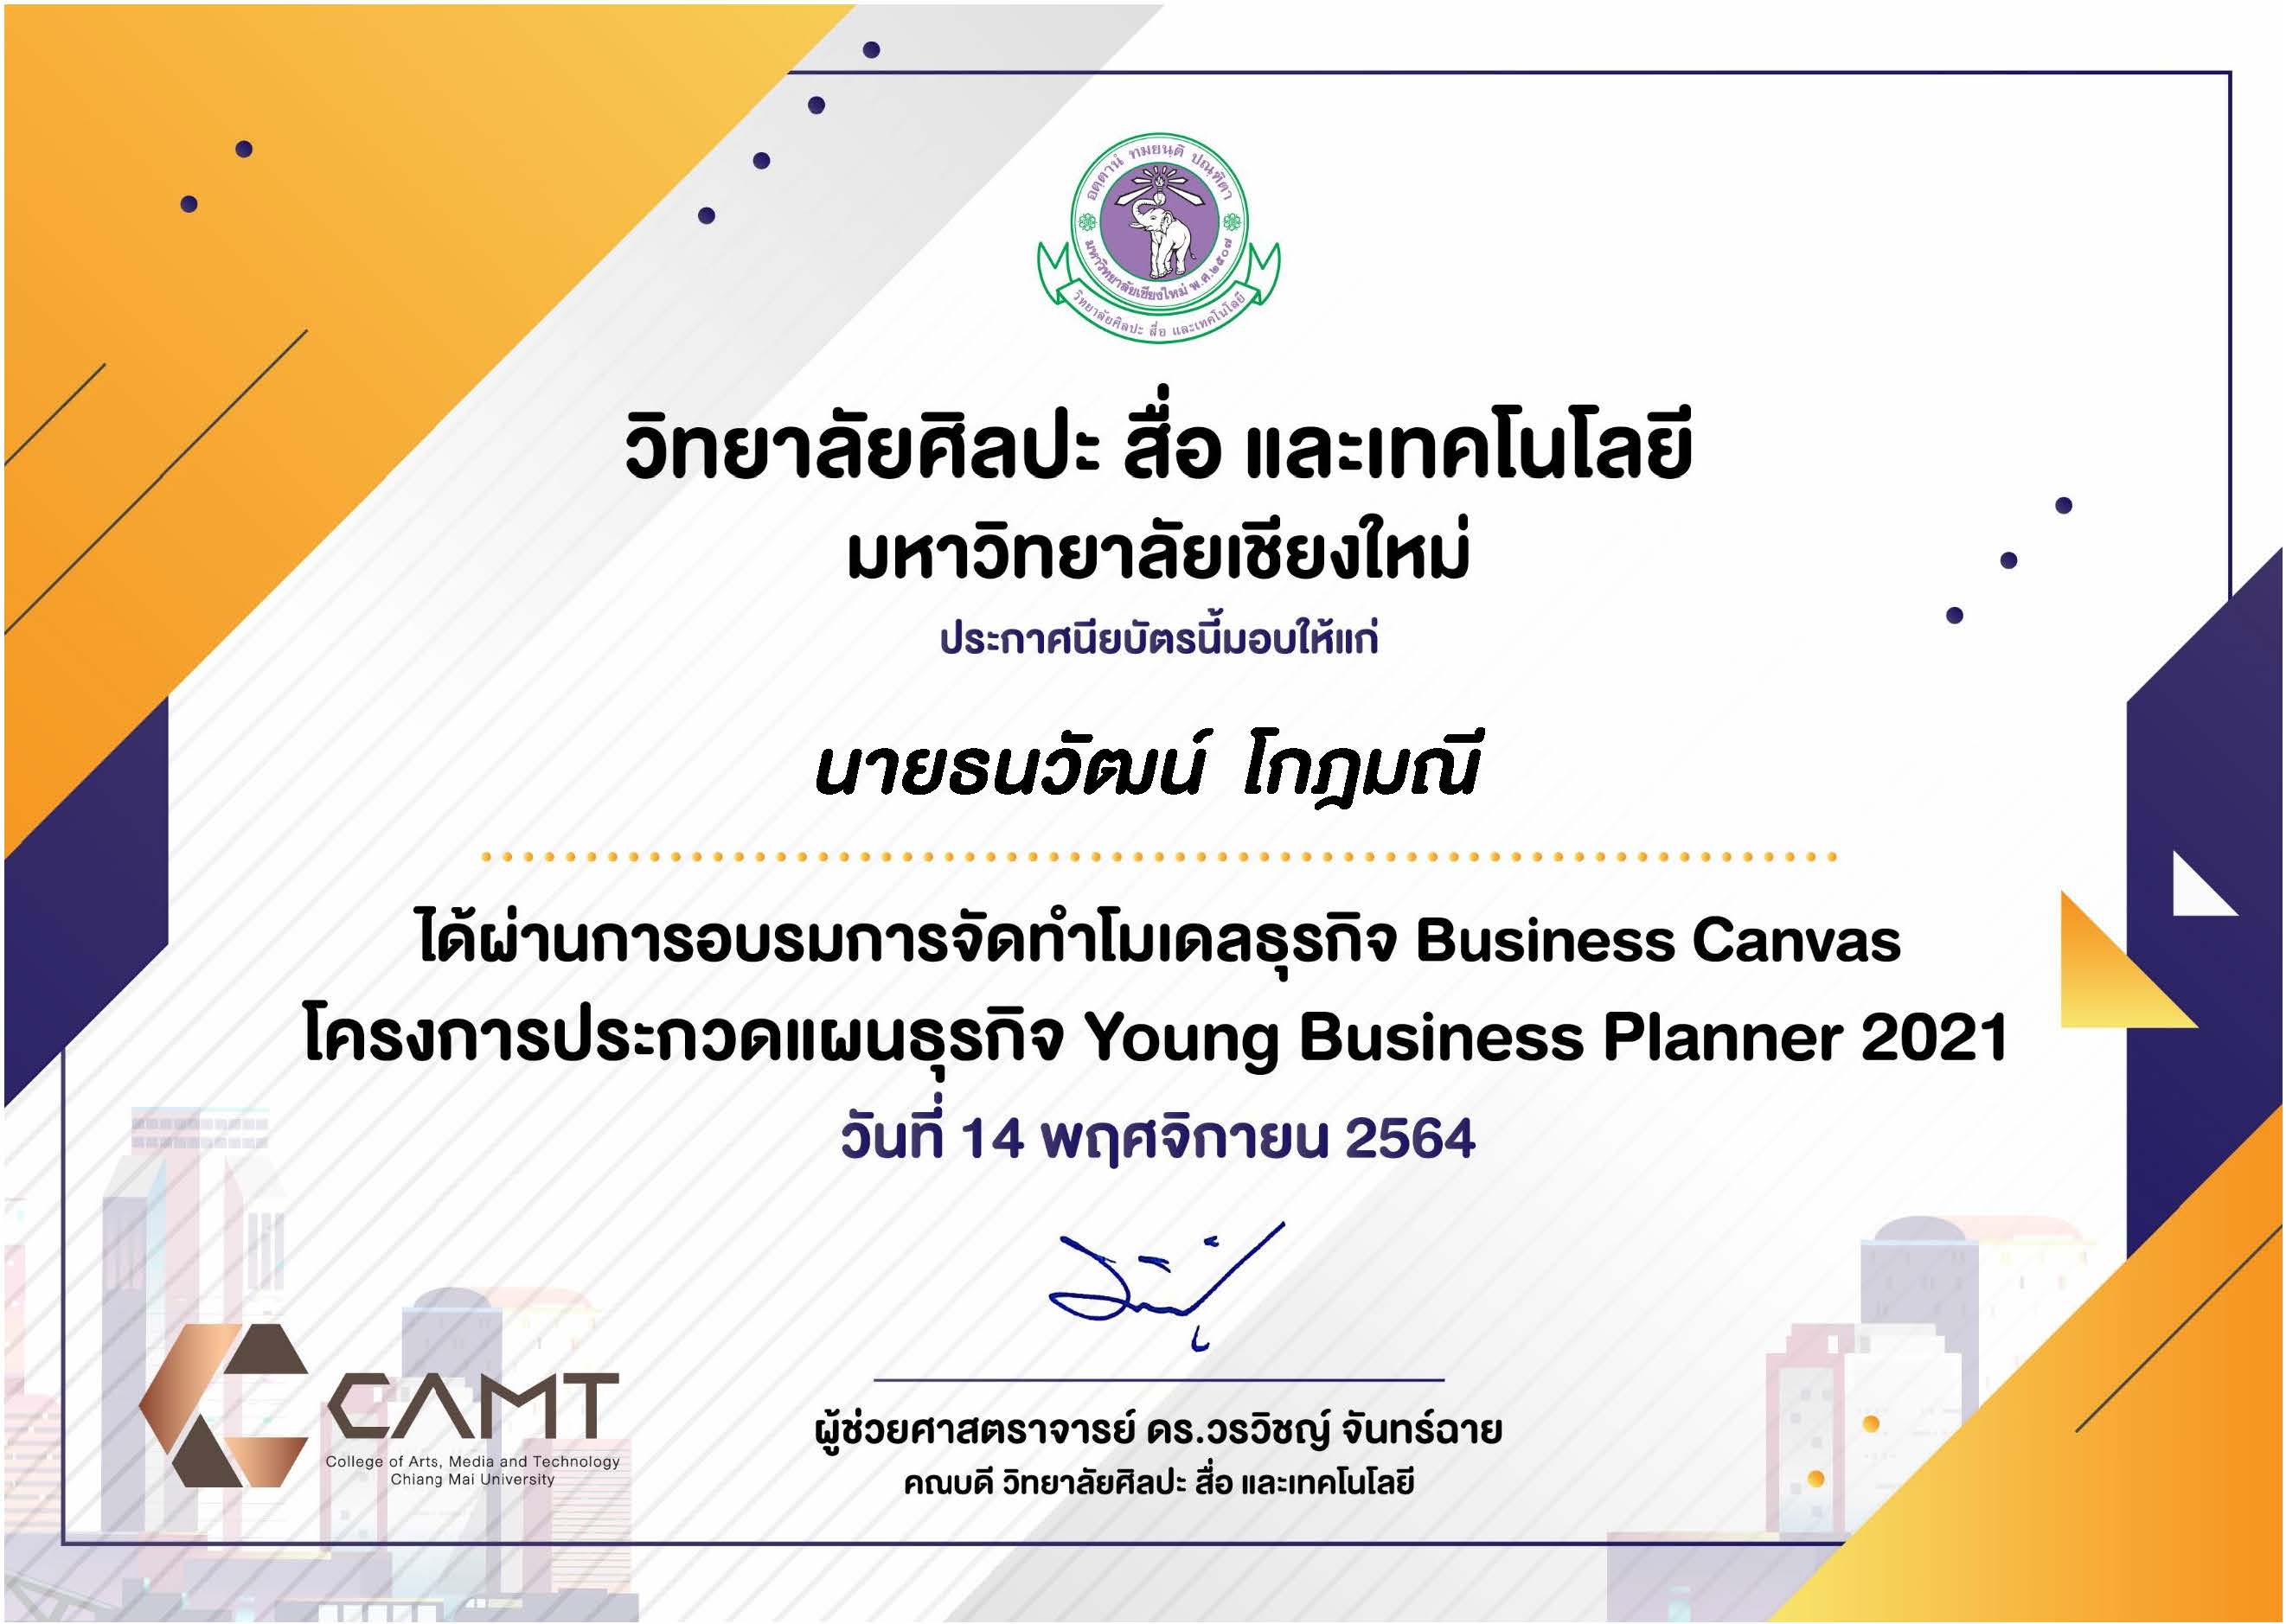 อตฺตานํ ทมยนฺติ ปณฺฑิตา
มหาวิทยาลัยเชียงใหม่ พ.ศ.๒๕๐๗
วิทยาลัยศิลปะ สื่อ และเทคโนโลยี
วิทยาลัยศิลปะ สื่อ และเทคโนโลยี
มหาวิทยาลัยเชียงใหม่
ประกาศนียบัตรนี้มอบให้แก่
นายธนวัฒน์ โกฎมณี
ได้ผ่านการอบรมการจัดทำโมเดลธุรกิจ Business Canvas
โครงการประกวดแผนธุรกิจ Young Business Planner 2021
วันที่ 14 พฤศจิกายน 2564
ผู้ช่วยศาสตราจารย์ ดร.วรวิชญ์ จันทร์ฉาย
คณบดี วิทยาลัยศิลปะ สื่อ และเทคโนโลยี
CAMT
College of Arts, Media and Technology
Chiang Mai University